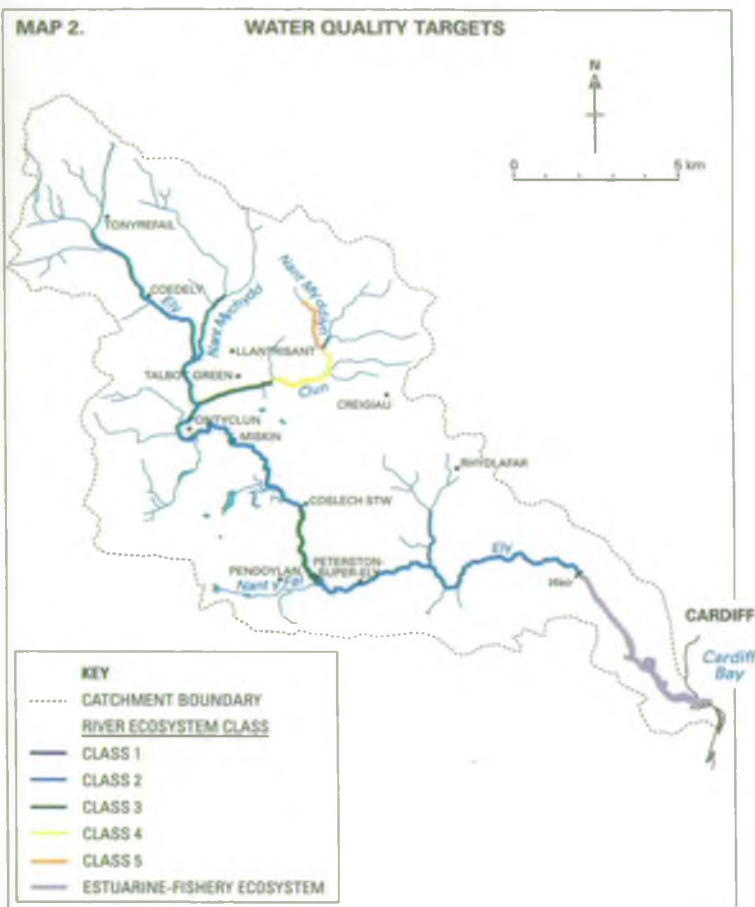 MAP 2. WATER QUALITY TARGETS
N
0 5 km
TONYREFAIL
COEDELY
Ely
Nant Mychydd
Nant Myddlyn
LLANTRISANT
TALBOT GREEN
Clun
CREIGIAU
ONTYCLUN
MISKIN
RHYDLAFAR
COSLECH STW
Ely
PENDOYLAN
PETERSTON-
SUPER-ELY
Nant y Fai
Weir
CARDIFF
Cardiff
Bay
KEY
CATCHMENT BOUNDARY
RIVER ECOSYSTEM CLASS
CLASS 1
CLASS 2
CLASS 3
CLASS 4
CLASS 5
ESTUARINE-FISHERY ECOSYSTEM